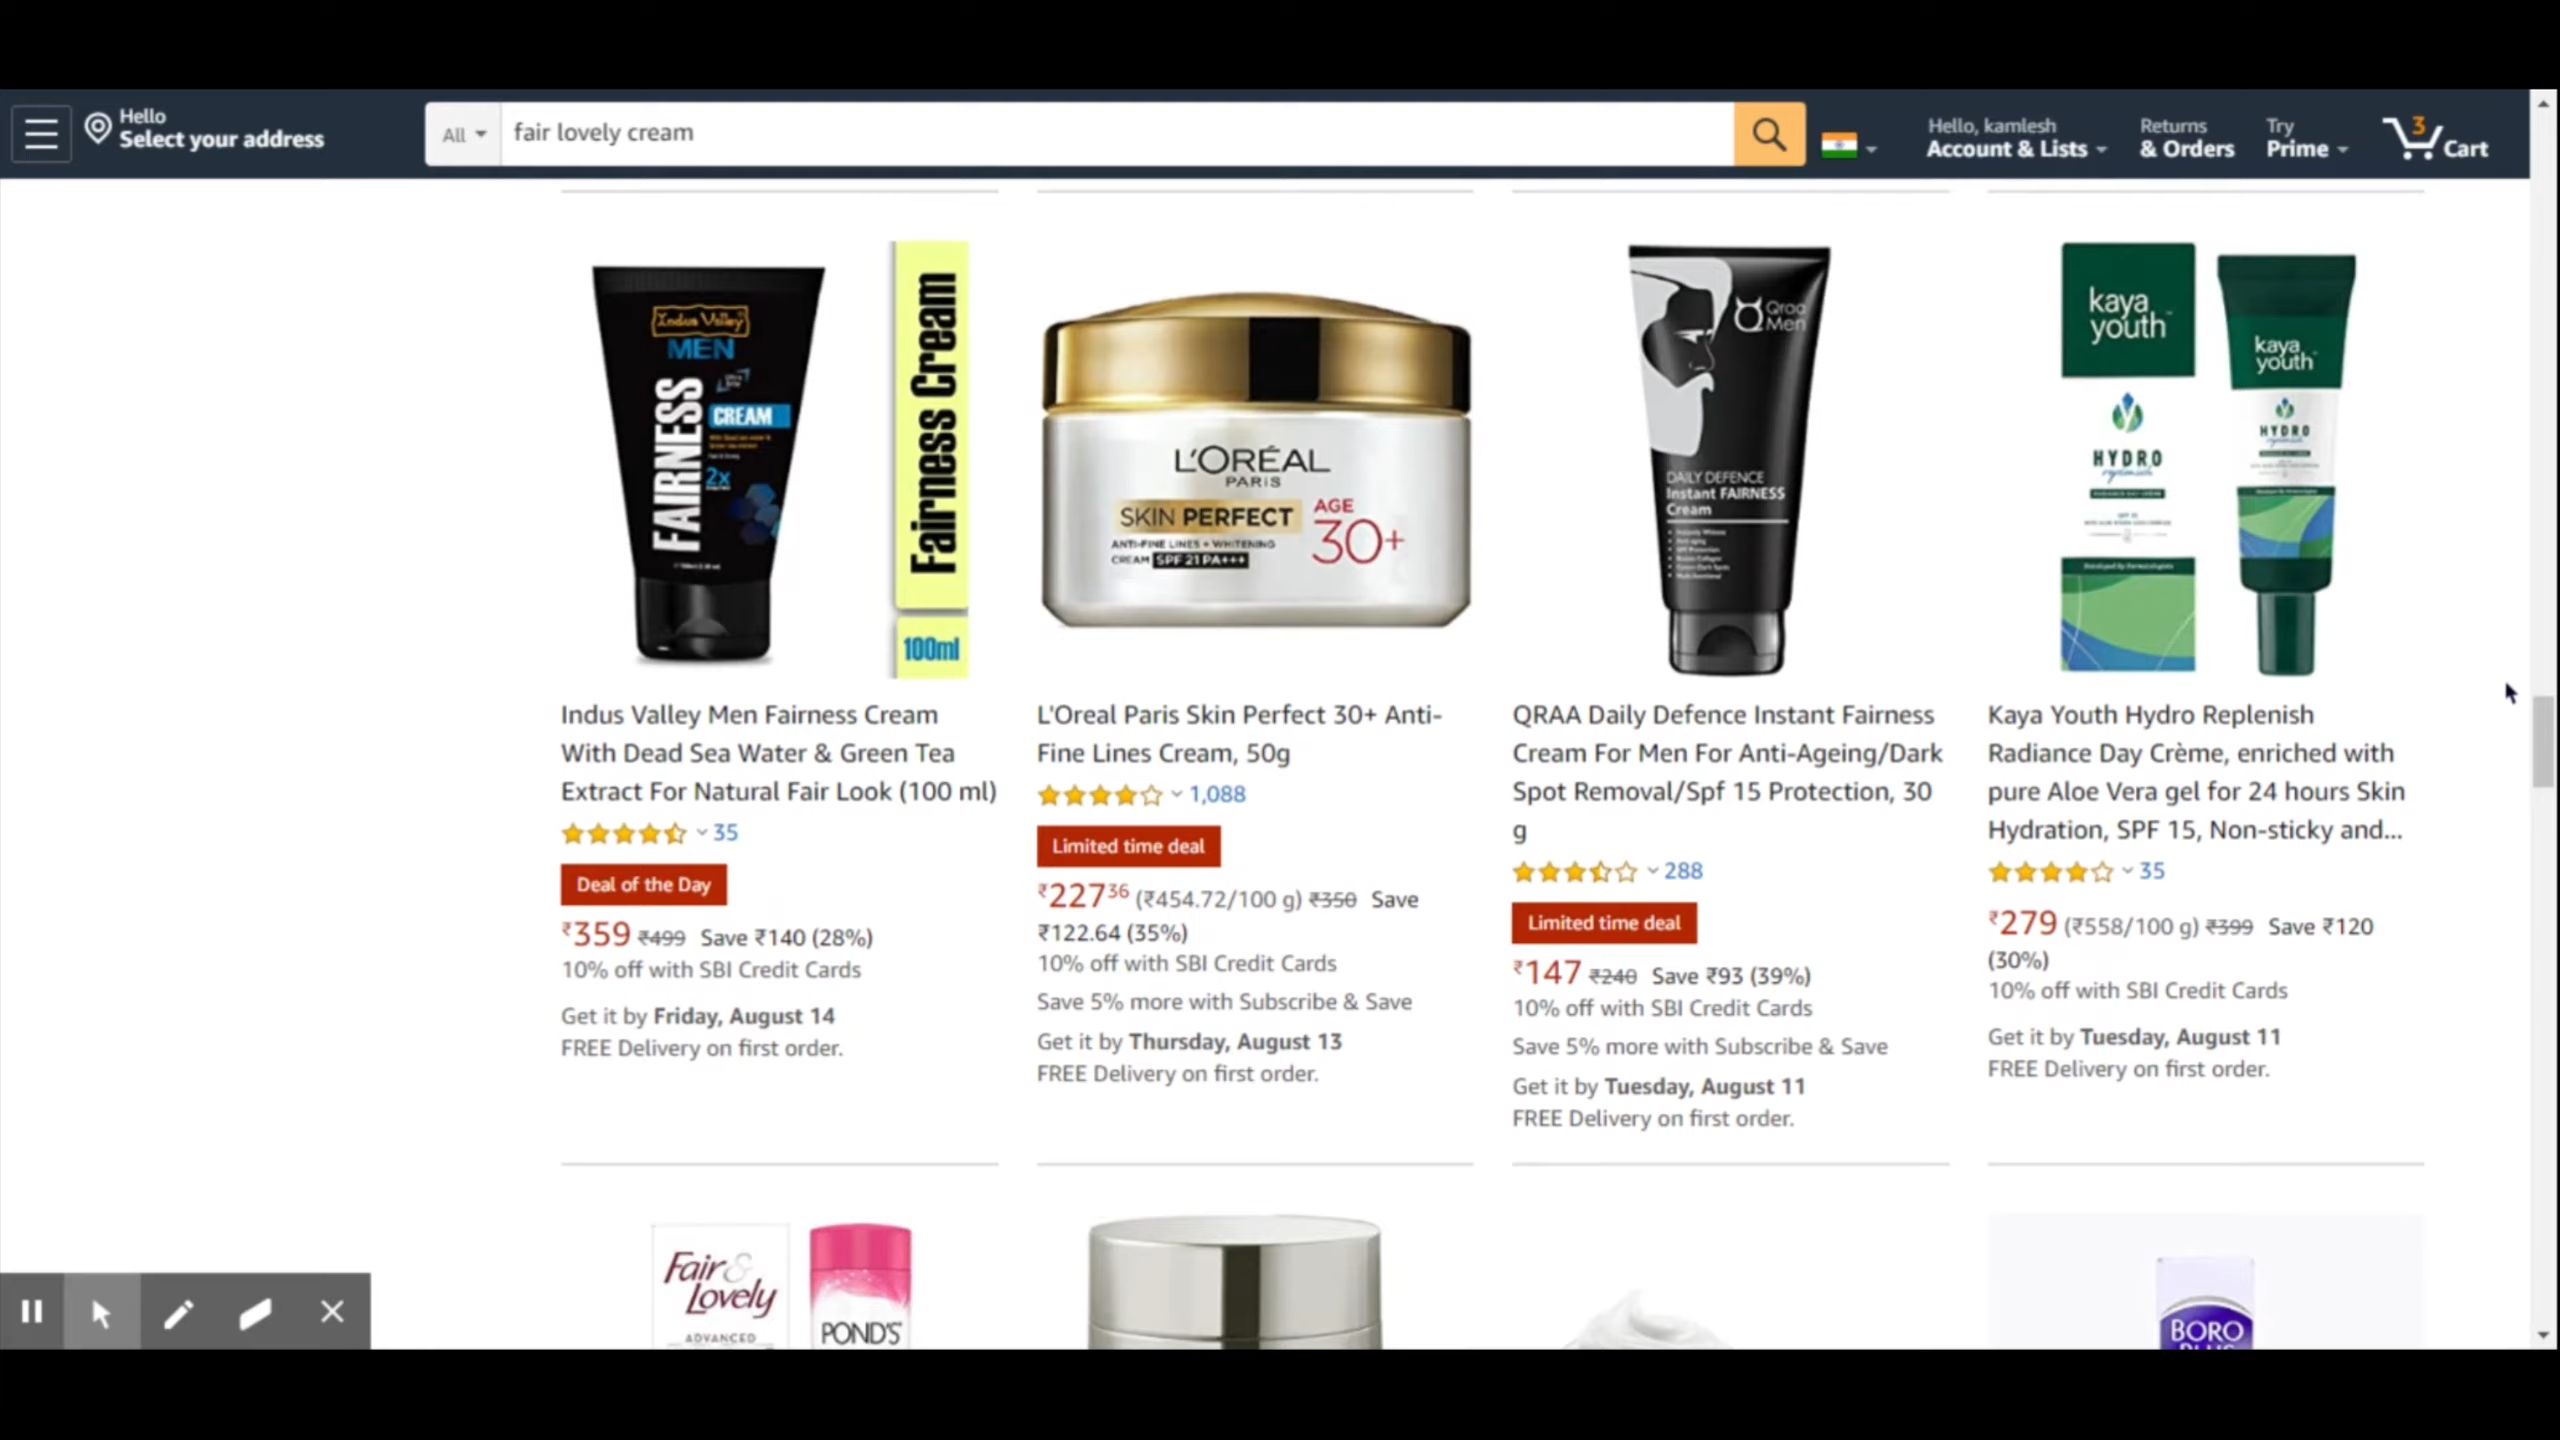 Hello
Select your address
All
fair lovely cream
Hello, kamlesh
Account & Lists
Returns
& Orders
Try
Prime
3
Cart
Indus Valley
MEN
FAIRNESS
CREAM
2x
Fairness Cream
100ml
L'ORÉAL
PARIS
SKIN PERFECT
AGE
30+
ANTI-FINE LINES + WHITENING
CREAM SPF 21 PA+++
Qraa
Men
DAILY DEFENCE
Instant FAIRNESS
Cream
kaya
youth
HYDRO
replenish
kaya
youth
HYDRO
Indus Valley Men Fairness Cream
With Dead Sea Water & Green Tea
Extract For Natural Fair Look (100 ml)
35
Deal of the Day
₹359 ₹499 Save ₹140 (28%)
10% off with SBI Credit Cards
Get it by Friday, August 14
FREE Delivery on first order.
L'Oreal Paris Skin Perfect 30+ Anti-
Fine Lines Cream, 50g
1,088
Limited time deal
₹22736 (₹454.72/100 g) ₹350 Save
₹122.64 (35%)
10% off with SBI Credit Cards
Save 5% more with Subscribe & Save
Get it by Thursday, August 13
FREE Delivery on first order.
QRAA Daily Defence Instant Fairness
Cream For Men For Anti-Ageing/Dark
Spot Removal/Spf 15 Protection, 30
g
288
Limited time deal
₹147 ₹240 Save ₹93 (39%)
10% off with SBI Credit Cards
Save 5% more with Subscribe & Save
Get it by Tuesday, August 11
FREE Delivery on first order.
Kaya Youth Hydro Replenish
Radiance Day Crème, enriched with
pure Aloe Vera gel for 24 hours Skin
Hydration, SPF 15, Non-sticky and...
35
₹279 (₹558/100 g) ₹399 Save ₹120
(30%)
10% off with SBI Credit Cards
Get it by Tuesday, August 11
FREE Delivery on first order.
Fair &
Lovely
ADVANCED
POND'S
BORO